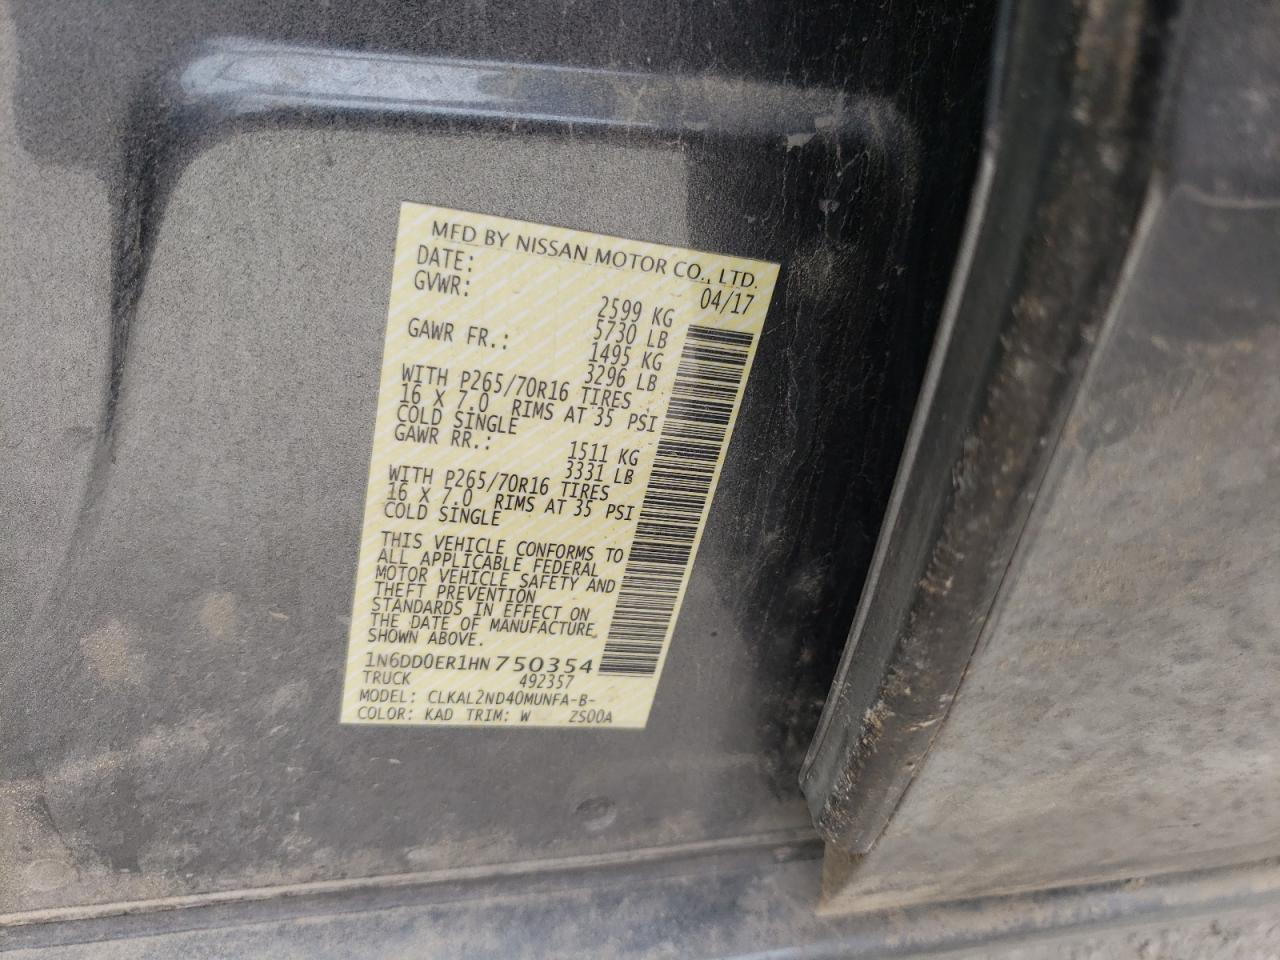 MFD BY NISSAN MOTOR CO., LTD.
DATE: 04/17
GVWR: 2599 KG
5730 LB
GAWR FR.: 1495 KG
3296 LB
WITH P265/70R16 TIRES ,
16 X 7.0 RIMS AT 35 PSI
COLD SINGLE
GAWR RR.: 1511 KG
3331 LB
WITH P265/70R16 TIRES
16 X 7.0 RIMS AT 35 PSI
COLD SINGLE
THIS VEHICLE CONFORMS TO
ALL APPLICABLE FEDERAL
MOTOR VEHICLE SAFETY AND
THEFT PREVENTION
STANDARDS IN EFFECT ON
THE DATE OF MANUFACTURE
SHOWN ABOVE.
1N6DD0ER1HN750354
TRUCK 492357
MODEL: CLKAL2ND40MUNFA-B-
COLOR: KAD TRIM: W ZS00A